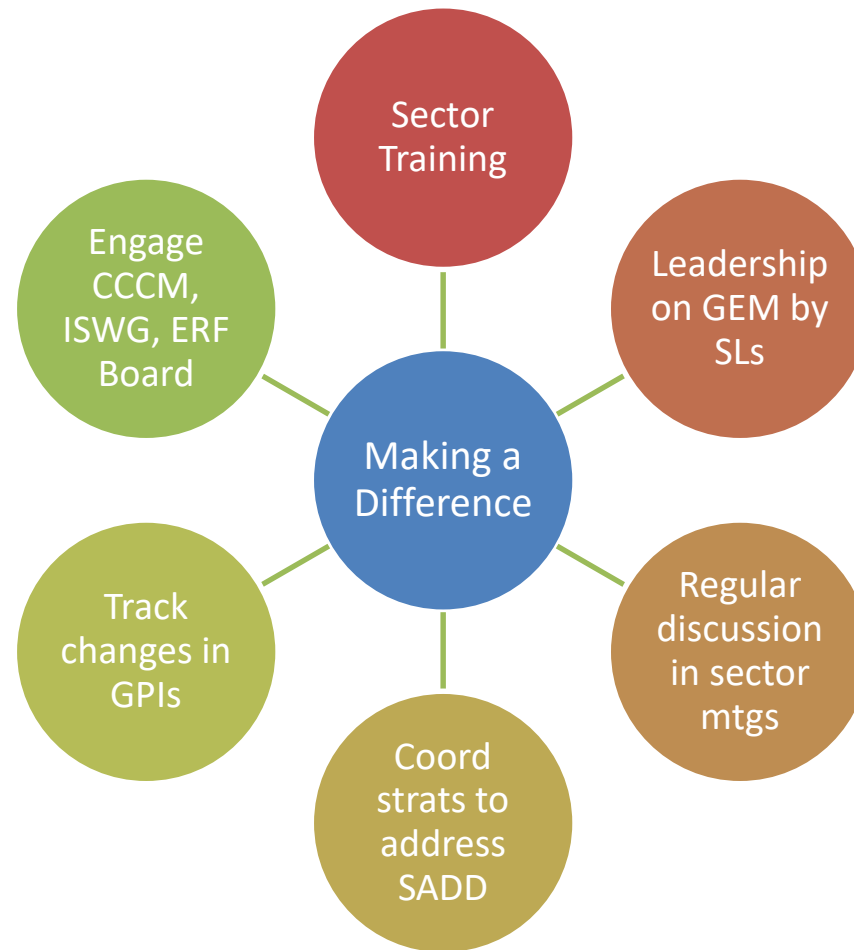 Sector
Training
Engage
CCCM,
ISWG, ERF
Board
Leadership
on GEM by
SLs
Making a
Difference
Track
changes in
GPIs
Regular
discussion
in sector
mtgs
Coord
strats to
address
SADD